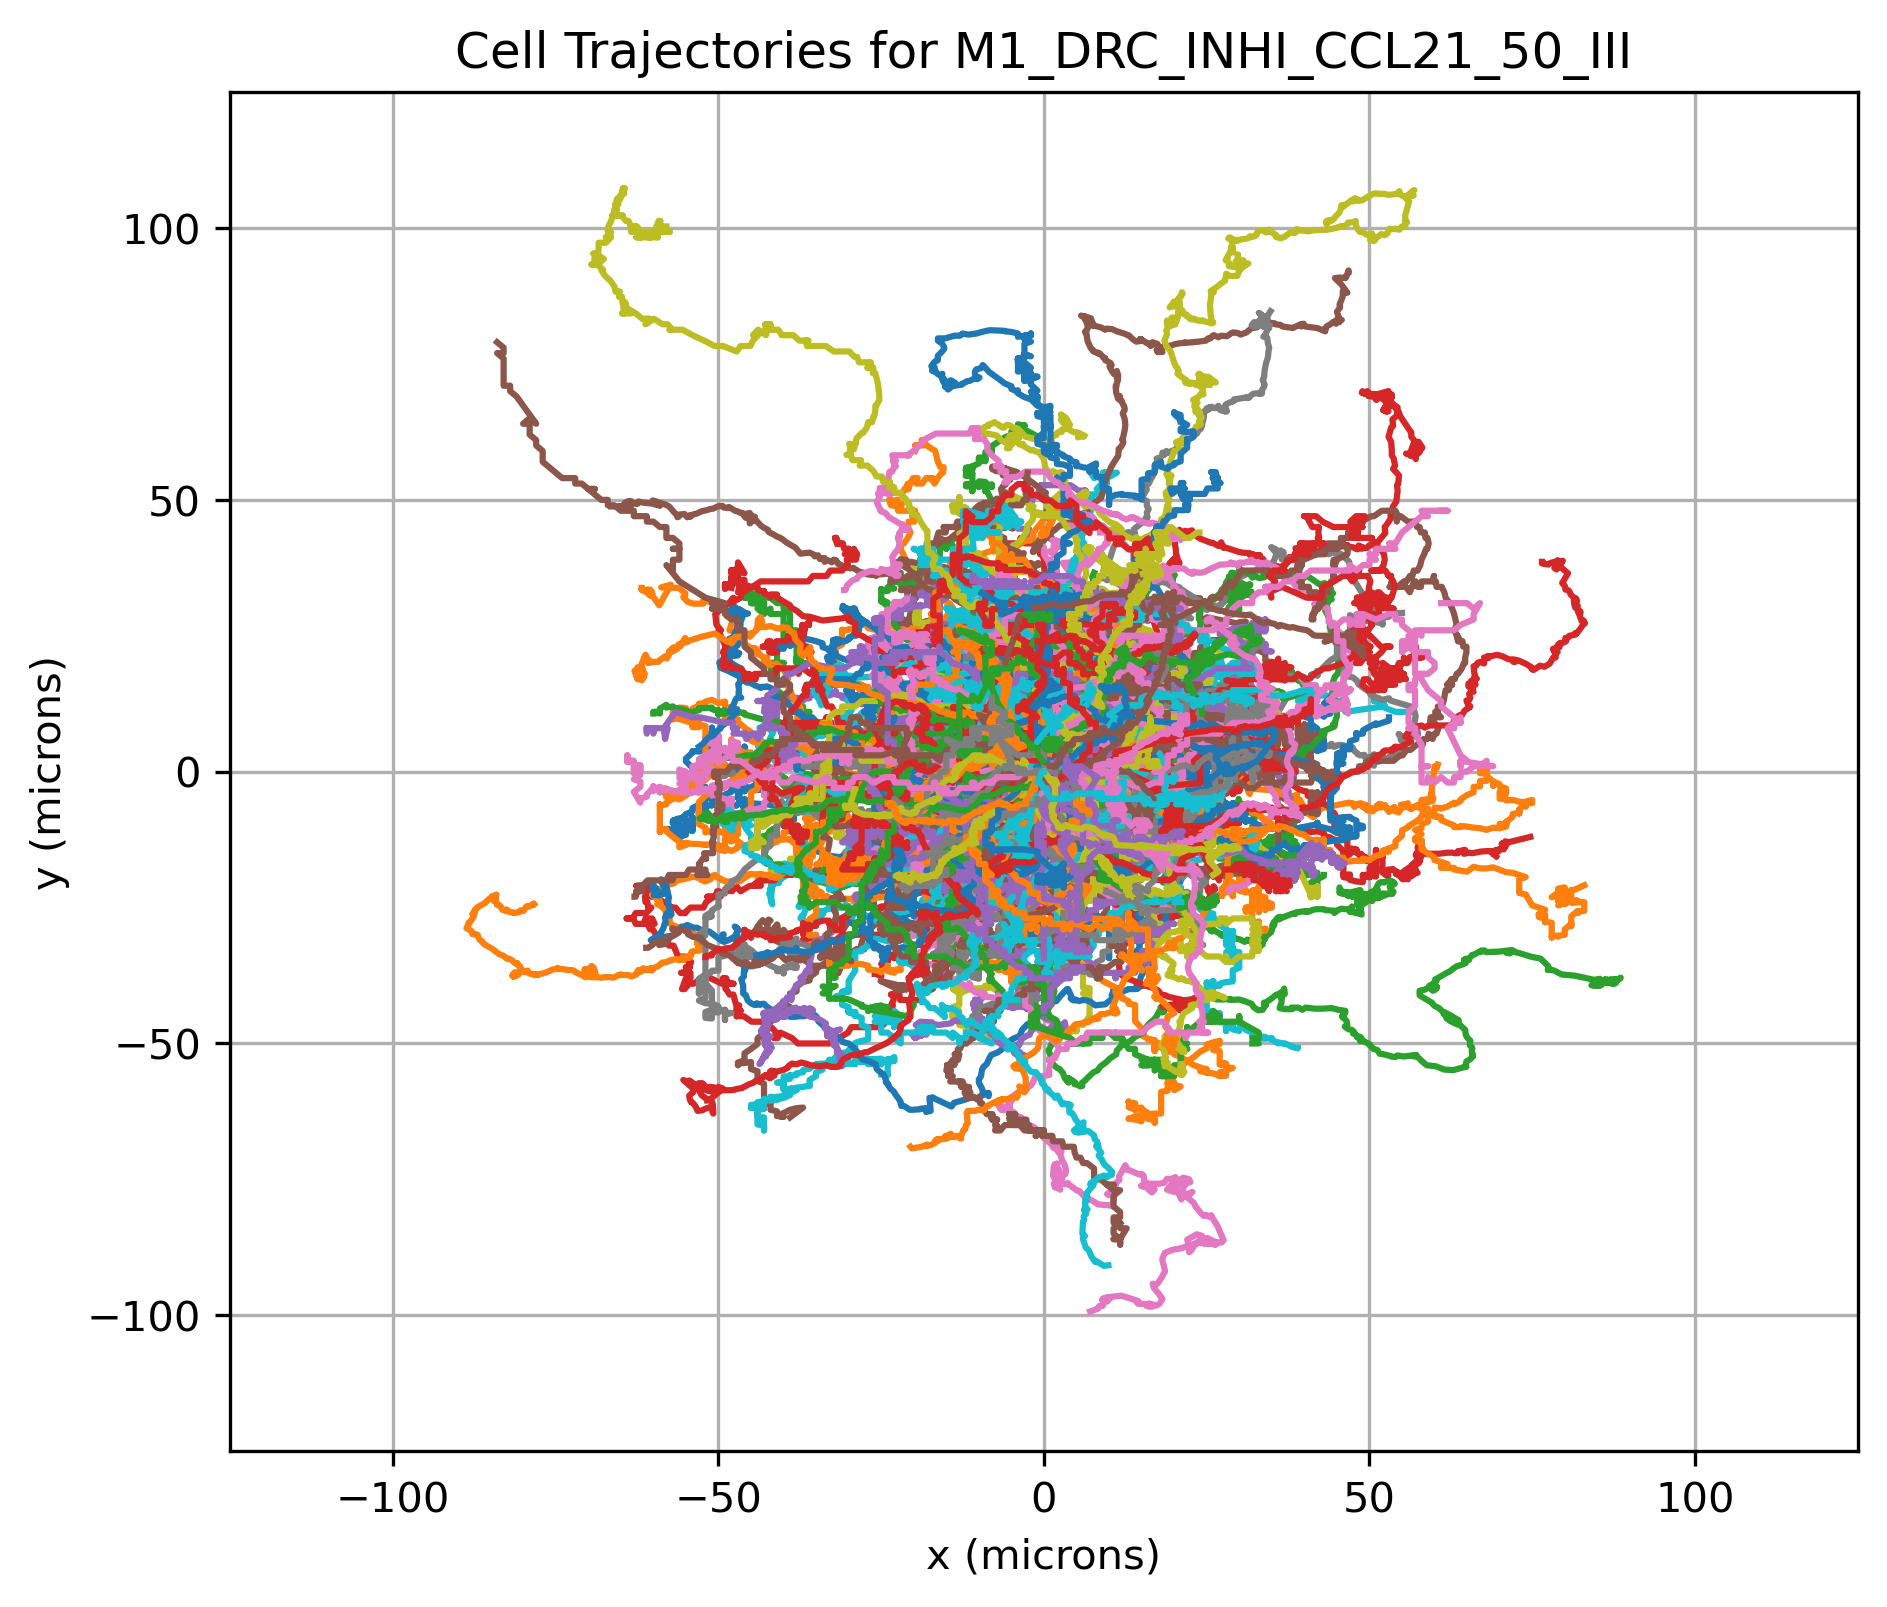 Cell Trajectories for M1_DRC_INHI_CCL21_50_III
100
50
0
−50
−100
y (microns)
−100 −50 0 50 100
x (microns)